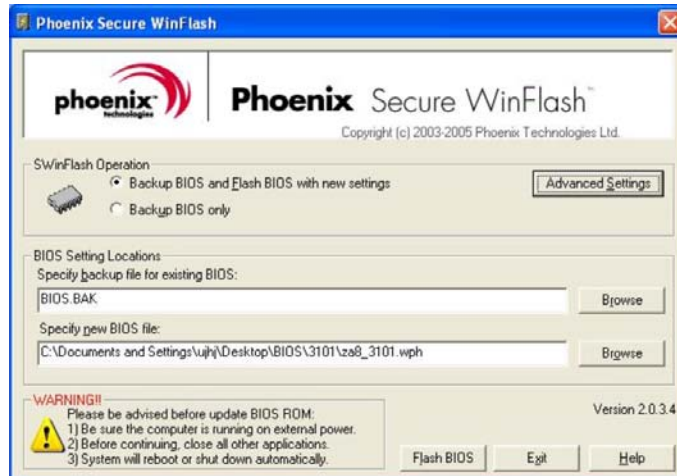 Phoenix Secure WinFlash
phoenix™
technologies
Phoenix Secure WinFlash™
Copyright (c) 2003-2005 Phoenix Technologies Ltd.
SWinFlash Operation
Backup BIOS and Flash BIOS with new settings
Advanced Settings
Backup BIOS only
BIOS Setting Locations
Specify backup file for existing BIOS:
BIOS.BAK
Browse
Specify new BIOS file:
C:\Documents and Settings\ujhj\Desktop\BIOS\3101\za8_3101.wph
Browse
WARNING!!
Please be advised before update BIOS ROM:
1) Be sure the computer is running on external power.
2) Before continuing, close all other applications.
3) System will reboot or shut down automatically.
Version 2.0.3.4
Flash BIOS
Exit
Help